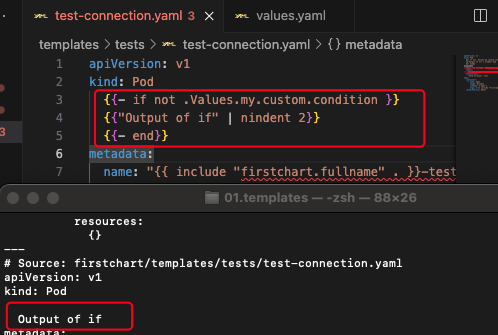 test-connection.yaml 3
values.yaml
templates > tests > test-connection.yaml > {} metadata
1 apiVersion: v1
2 kind: Pod
3 {{- if not .Values.my.custom.condition }}
4 {{"Output of if" | nindent 2}}
5 {{- end}}
6 metadata:
7 name: "{{ include "firstchart.fullname" . }}-test
3
01.templates — -zsh — 88×26
resources:
{}
---
# Source: firstchart/templates/tests/test-connection.yaml
apiVersion: v1
kind: Pod
Output of if
metadata: